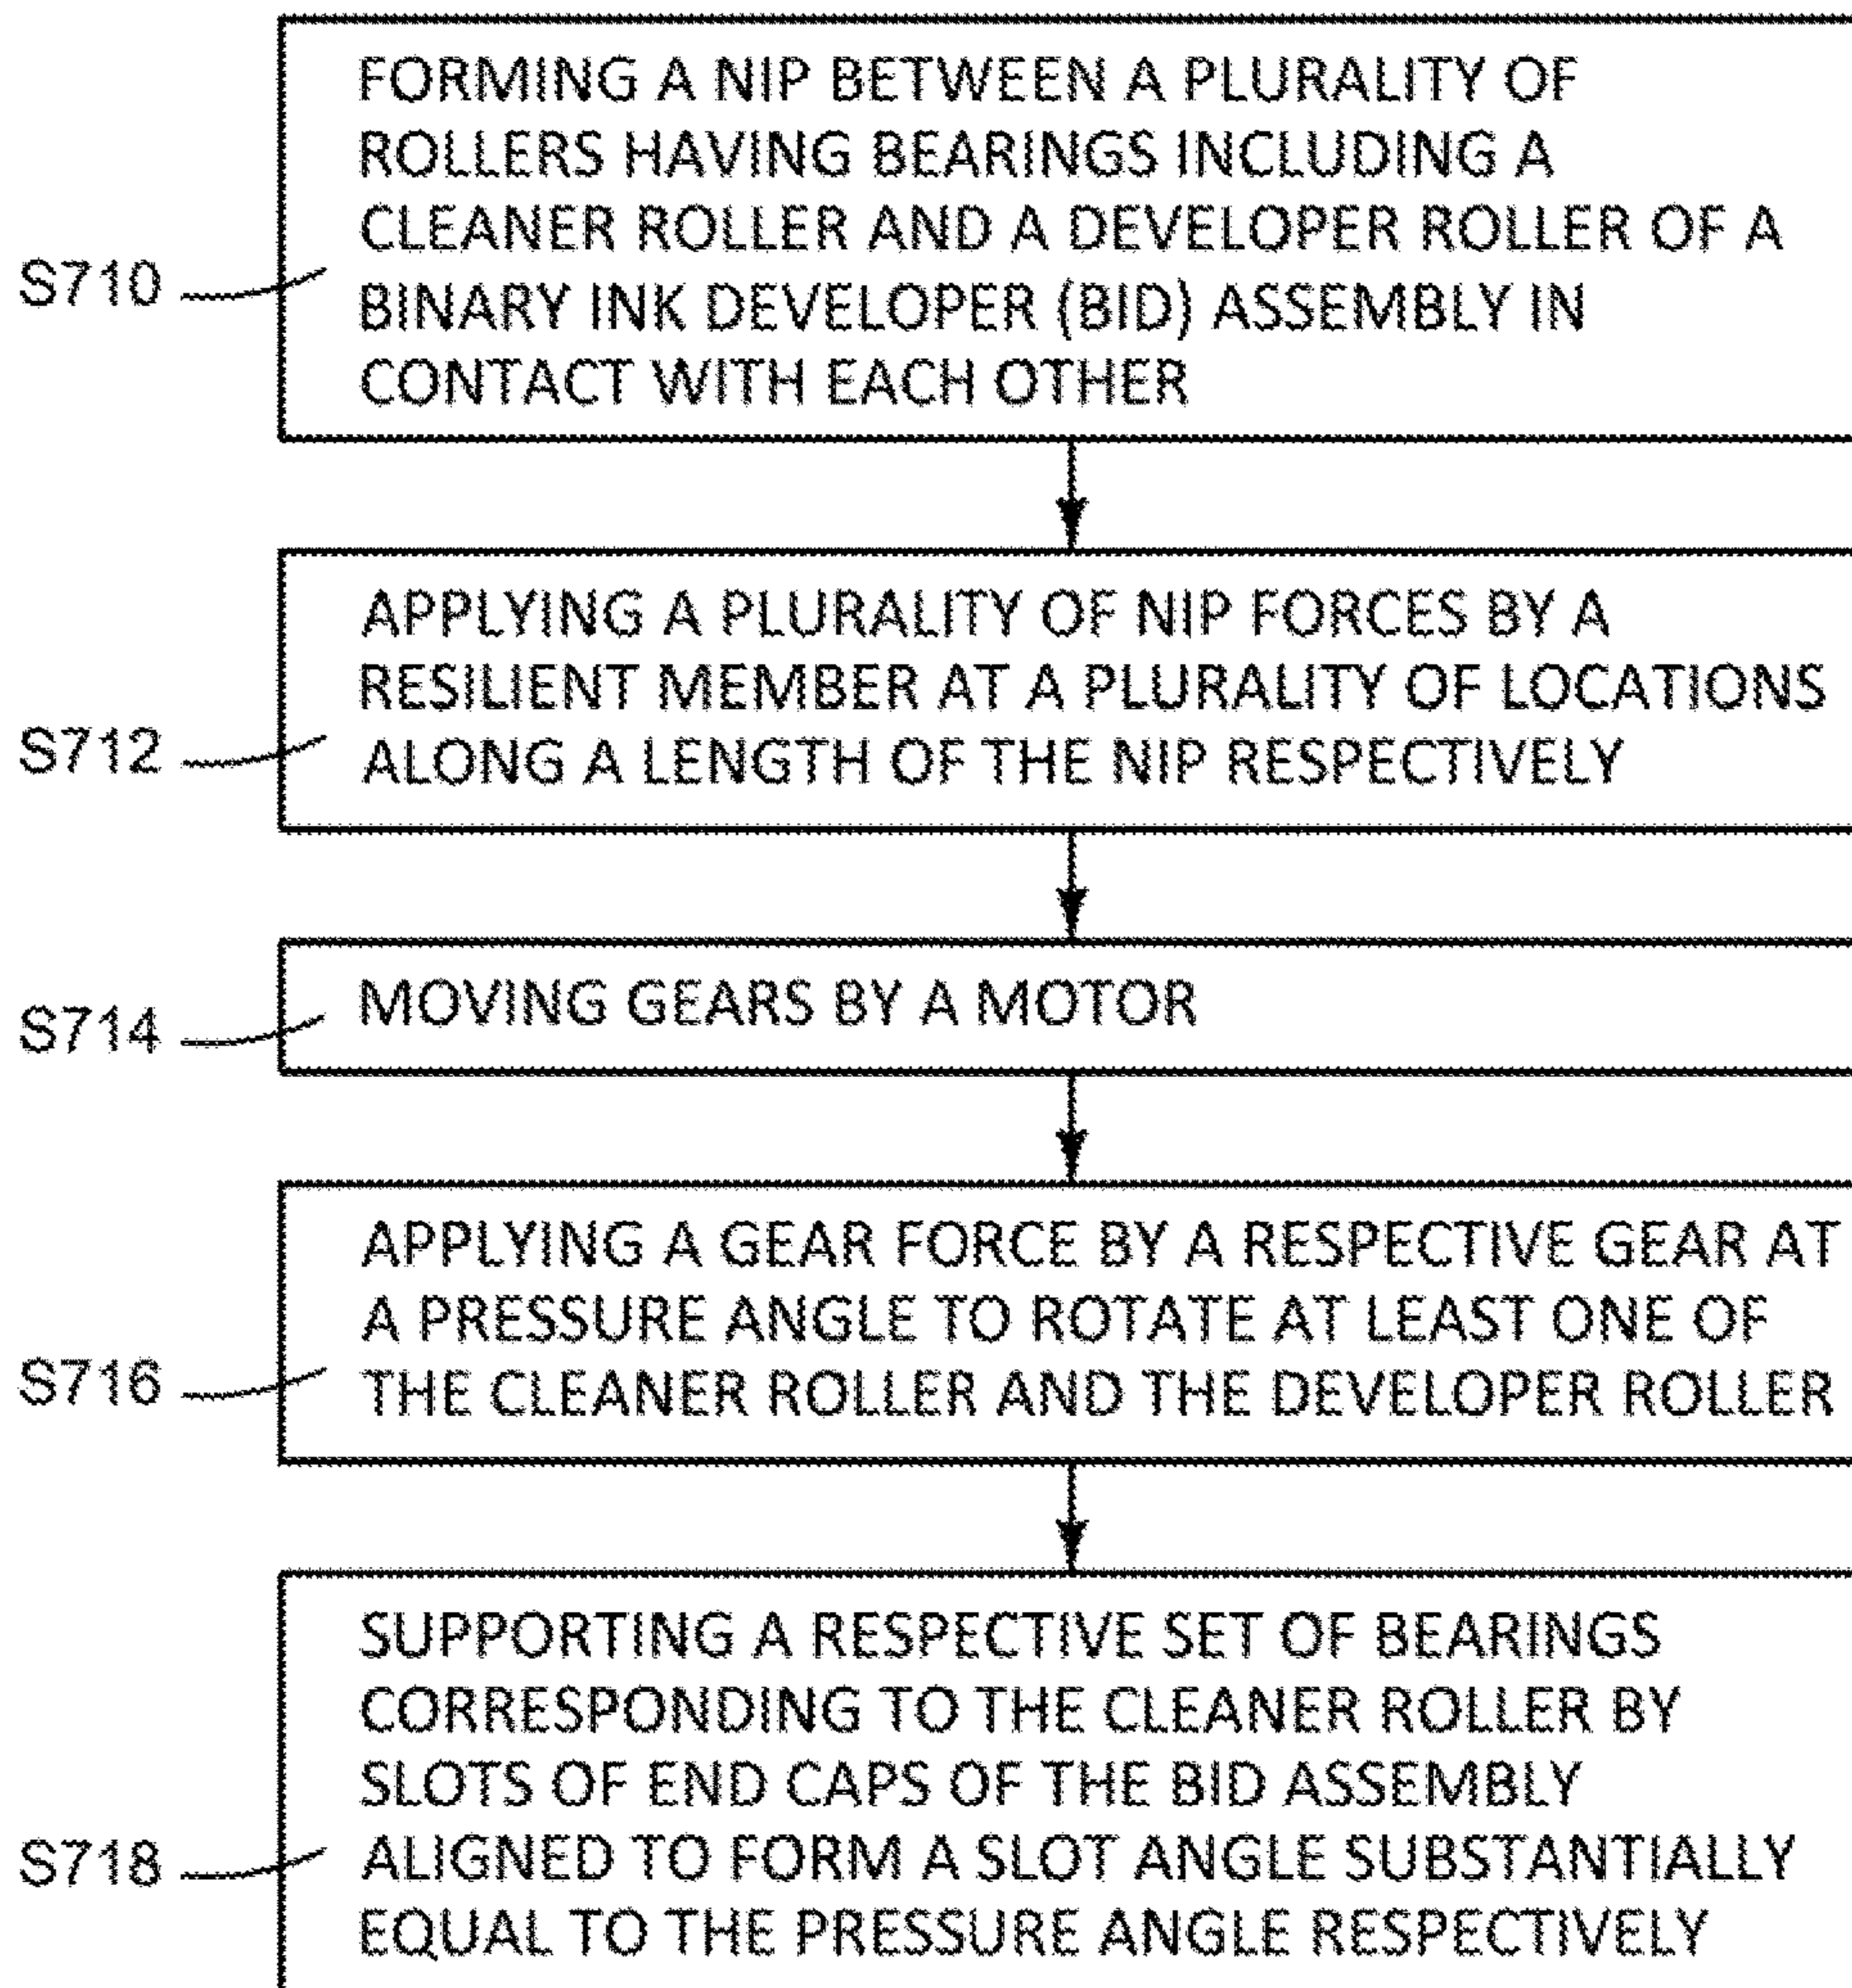 FORMING A NIP BETWEEN A PLURALITY OF
ROLLERS HAVING BEARINGS INCLUDING A
CLEANER ROLLER AND A DEVELOPER ROLLER OF A
S710
BINARY INK DEVELOPER (BID) ASSEMBLY IN
CONTACT WITH EACH OTHER
APPLYING A PLURALITY OF NIP FORCES BY A
RESILIENT MEMBER AT A PLURALITY OF LOCATIONS
S712
ALONG A LENGTH OF THE NIP RESPECTIVELY
S714
MOVING GEARS BY A MOTOR
APPLYING A GEAR FORCE BY A RESPECTIVE GEAR AT
A PRESSURE ANGLE TO ROTATE AT LEAST ONE OF
S716
THE CLEANER ROLLER AND THE DEVELOPER ROLLER
SUPPORTING A RESPECTIVE SET OF BEARINGS
CORRESPONDING TO THE CLEANER ROLLER BY
SLOTS OF END CAPS OF THE BID ASSEMBLY
S718
ALIGNED TO FORM A SLOT ANGLE SUBSTANTIALLY
EQUAL TO THE PRESSURE ANGLE RESPECTIVELY